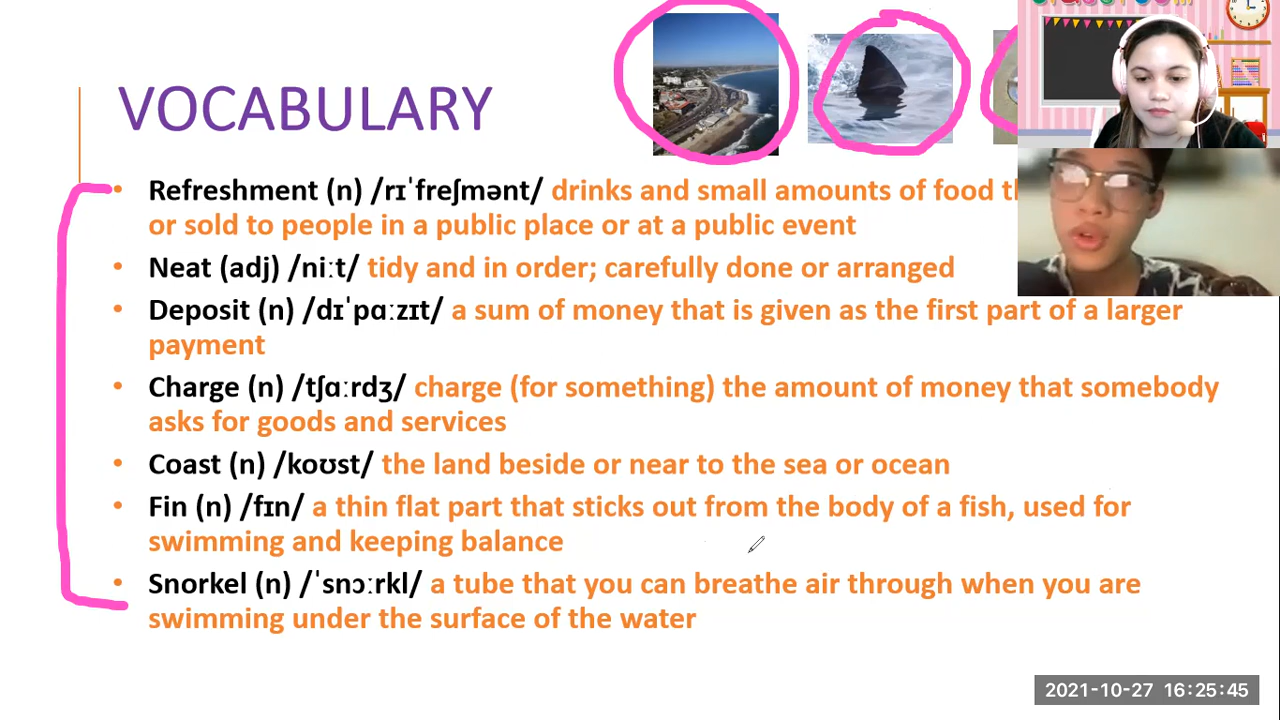 VOCABULARY
• Refreshment (n) /rɪˈfreʃmənt/ drinks and small amounts of food
or sold to people in a public place or at a public event
• Neat (adj) /niːt/ tidy and in order; carefully done or arranged
• Deposit (n) /dɪˈpɑːzɪt/ a sum of money that is given as the first part of a larger
payment
• Charge (n) /tʃɑːrdʒ/ charge (for something) the amount of money that somebody
asks for goods and services
• Coast (n) /koʊst/ the land beside or near to the sea or ocean
• Fin (n) /fɪn/ a thin flat part that sticks out from the body of a fish, used for
swimming and keeping balance
• Snorkel (n) /ˈsnɔːrkl/ a tube that you can breathe air through when you are
swimming under the surface of the water
2021-10-27 16:25:45